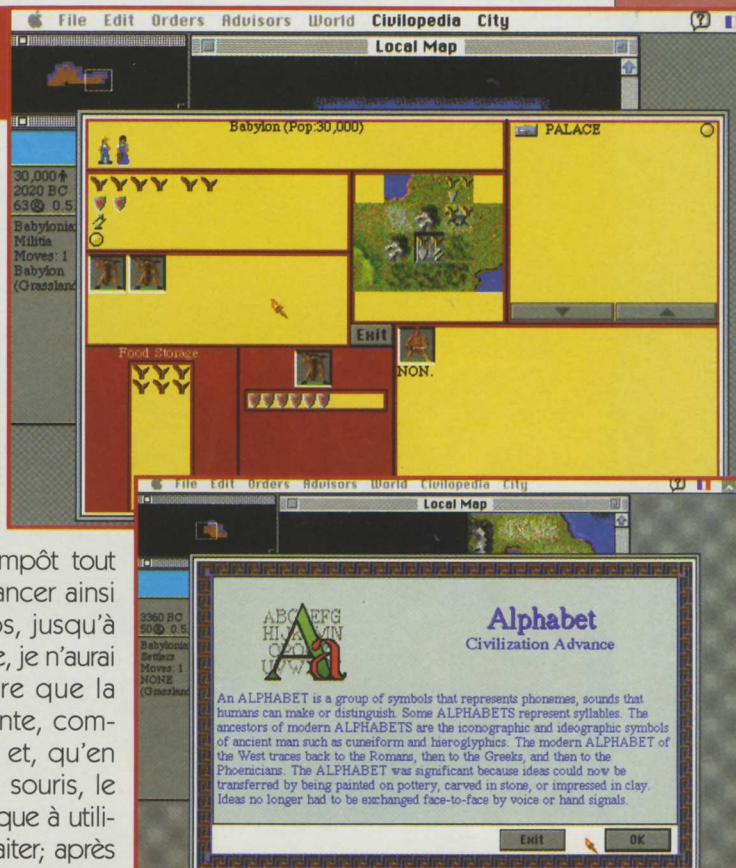 File Edit Orders Advisors World Civilopedia City
Local Map
Babylon (Pop:30,000)
PALACE
30,000
2020 BC
63 0.5.
Babylonia
Militia
Moves: 1
Babylon
(Grassland
Exit
Food Storage
NON.
File Edit Orders Advisors World Civilopedia City
Local Map
3360 BC
50 0.5.
Babylonia
Settlers
Moves: 1
NONE
(Grassland
ABCDEFG
Alphabet
Civilization Advance
An ALPHABET is a group of symbols that represents phonemes, sounds that
humans can make or distinguish. Some ALPHABETS represent syllables. The
ancestors of modern ALPHABETS are the iconographic and ideographic symbols
of ancient man such as cuneiform and hieroglyphics. The modern ALPHABET of
the West traces back to the Romans, then to the Greeks, and then to the
Phoenicians. The ALPHABET was significant because ideas could now be
transferred by being painted on pottery, carved in stone, or impressed in clay.
Ideas no longer had to be exchanged face-to-face by voice or hand signals.
Exit
OK
mpôt tout
ancer ainsi
os, jusqu'à
e, je n'aurai
re que la
nte, com-
et, qu'en
souris, le
que à utili-
aiter; après